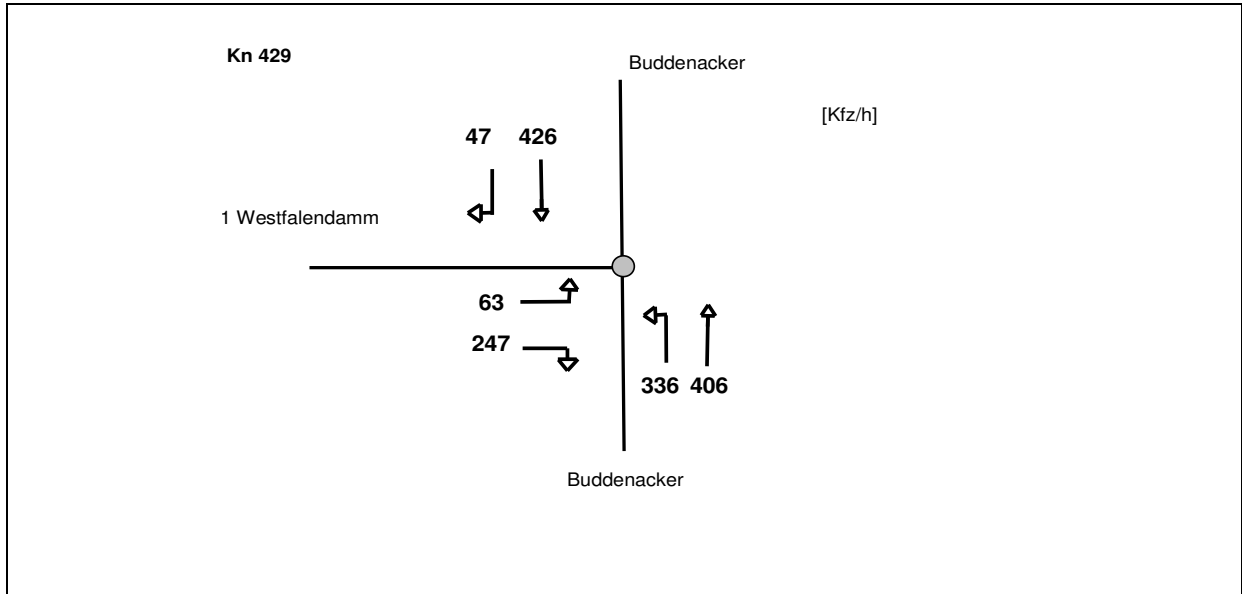 Kn 429
Buddenacker
[Kfz/h]
47 426
1 Westfalendamm
63
247
336 406
Buddenacker